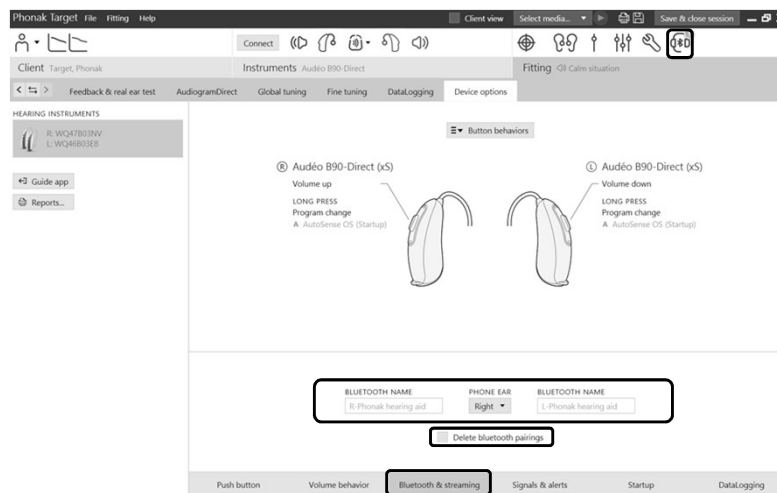 Phonak Target File Fitting Help Client view Select media... Save & close session
Connect
Client Target, Phonak Instruments Audéo B90-Direct Fitting Calm situation
Feedback & real ear test AudiogramDirect Global tuning Fine tuning DataLogging Device options
HEARING INSTRUMENTS
R: WQ47B03NV
L: WQ46B03E8
Button behaviors
R Audéo B90-Direct (xS) L Audéo B90-Direct (xS)
Volume up Volume down
Guide app
LONG PRESS LONG PRESS
Reports...
Program change Program change
A AutoSense OS (Startup) A AutoSense OS (Startup)
BLUETOOTH NAME PHONE EAR BLUETOOTH NAME
R-Phonak hearing aid Right L-Phonak hearing aid
Delete bluetooth pairings
Push button Volume behavior Bluetooth & streaming Signals & alerts Startup DataLogging